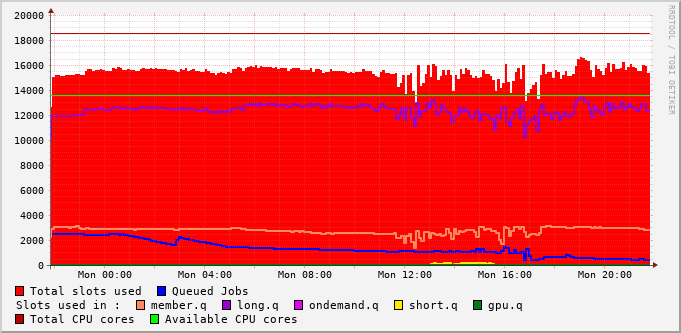 20000
18000
16000
14000
12000
10000
8000
6000
4000
2000
0
Mon 00:00 Mon 04:00 Mon 08:00 Mon 12:00 Mon 16:00 Mon 20:00
RRDTOOL / TOBI OETIKER
Total slots used Queued Jobs
Slots used in : member.q long.q ondemand.q short.q gpu.q
Total CPU cores Available CPU cores